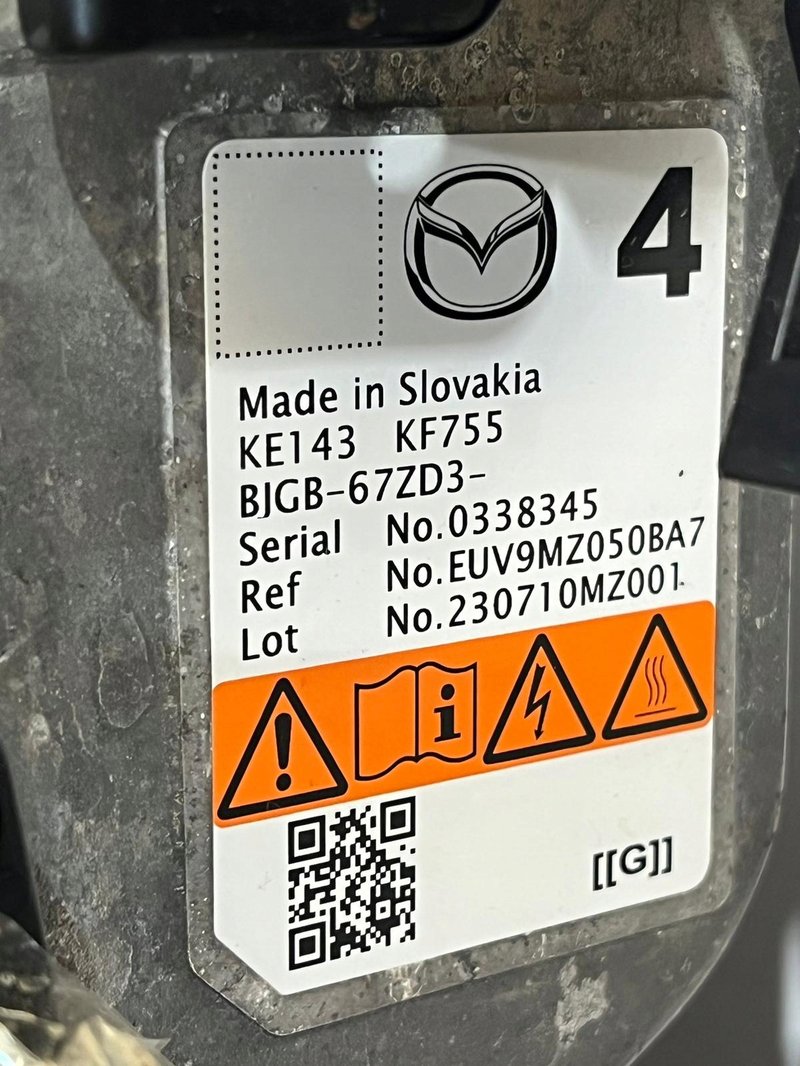 4
Made in Slovakia
KE143 KF755
BJGB-67ZD3-
Serial No.0338345
Ref No.EUV9MZ050BA7
Lot No.230710MZ001
i
[[G]]